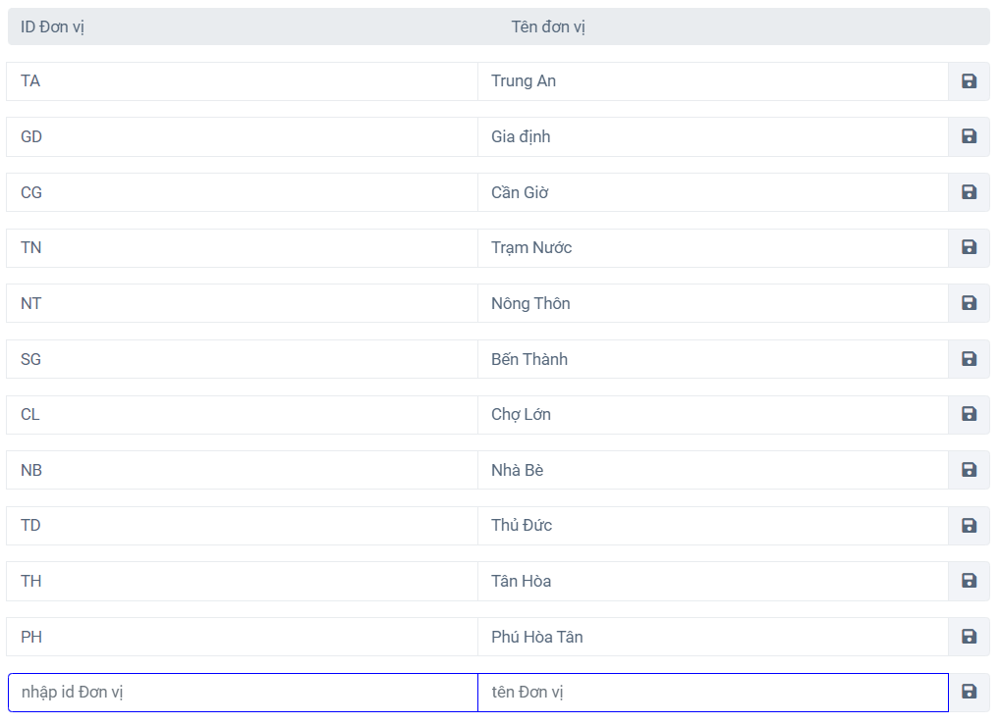 ID Đơn vị Tên đơn vị
TA Trung An
GD Gia định
CG Cần Giờ
TN Trạm Nước
NT Nông Thôn
SG Bến Thành
CL Chợ Lớn
NB Nhà Bè
TD Thủ Đức
TH Tân Hòa
PH Phú Hòa Tân
nhập id Đơn vị tên Đơn vị